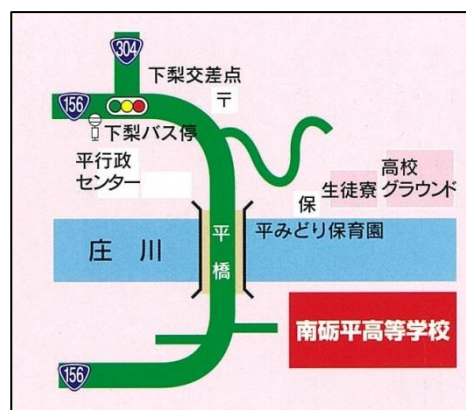 304
下梨交差点
〒
156
下梨バス停
平行政
センター
高校
グラウンド
生徒寮
保
平みどり保育園
庄川
平橋
南砺平高等学校
156